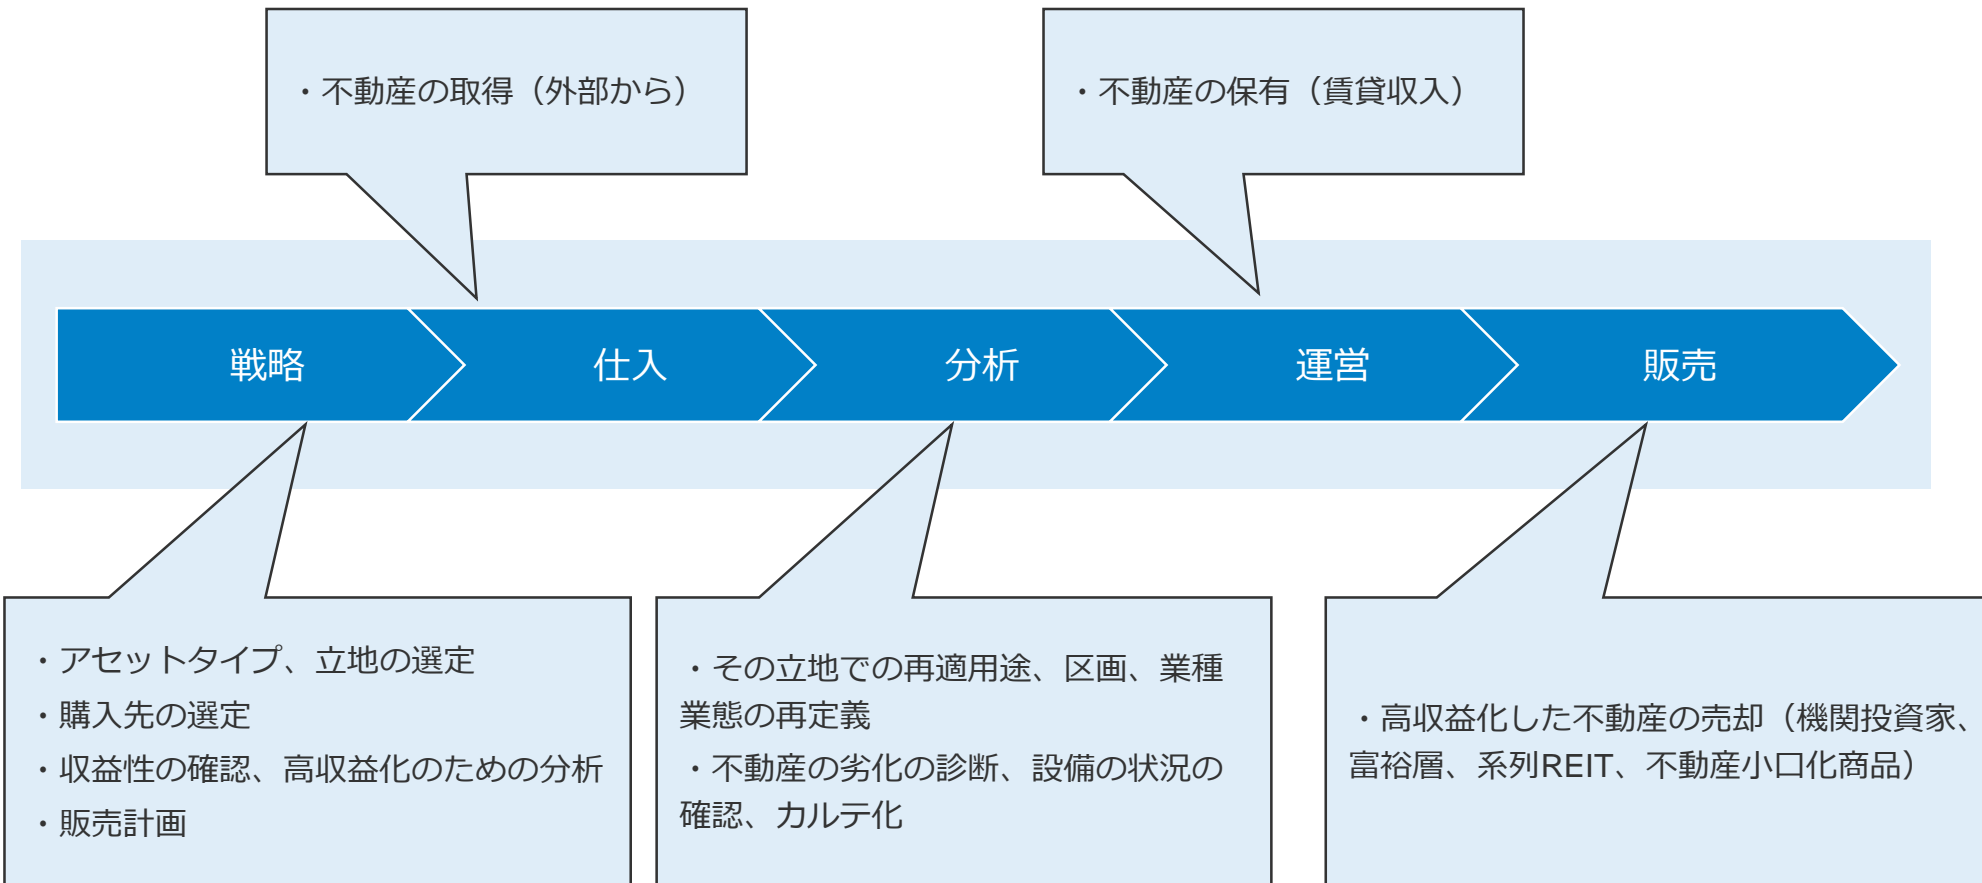 ・不動産の取得（外部から）
・不動産の保有（賃貸収入）
戦略
仕入
分析
運営
販売
・アセットタイプ、立地の選定
・購入先の選定
・収益性の確認、高収益化のための分析
・販売計画
・その立地での再適用途、区画、業種
業態の再定義
・不動産の劣化の診断、設備の状況の
確認、カルテ化
・高収益化した不動産の売却（機関投資家、
富裕層、系列REIT、不動産小口化商品）